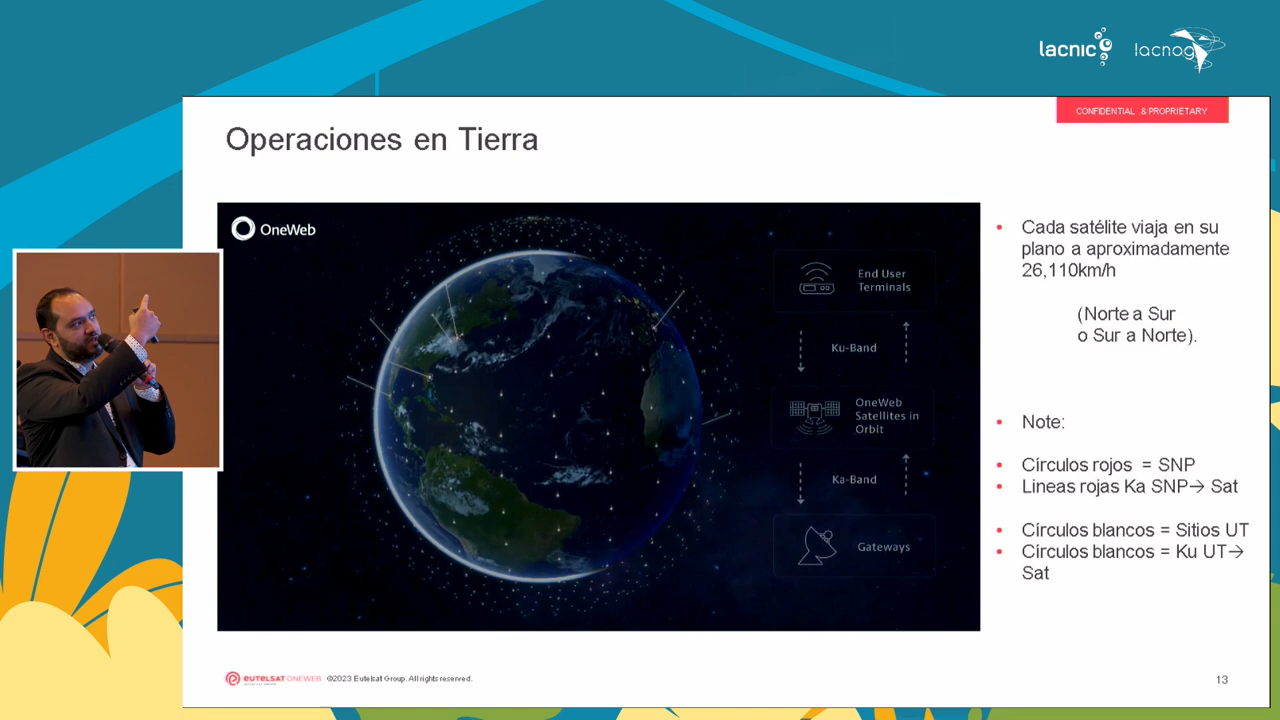 lacnic
lacnog
CONFIDENTIAL & PROPRIETARY
Operaciones en Tierra
OneWeb
End User
Terminals
Ku-Band
OneWeb
Satellites in
Orbit
Ka-Band
Gateways
• Cada satélite viaja en su
plano a aproximadamente
26,110km/h
(Norte a Sur
o Sur a Norte).
• Note:
• Círculos rojos = SNP
• Lineas rojas Ka SNP→ Sat
• Círculos blancos = Sitios UT
• Círculos blancos = Ku UT→
Sat
eutelsat ONEWEB ©2023 Eutelsat Group. All rights reserved.
13